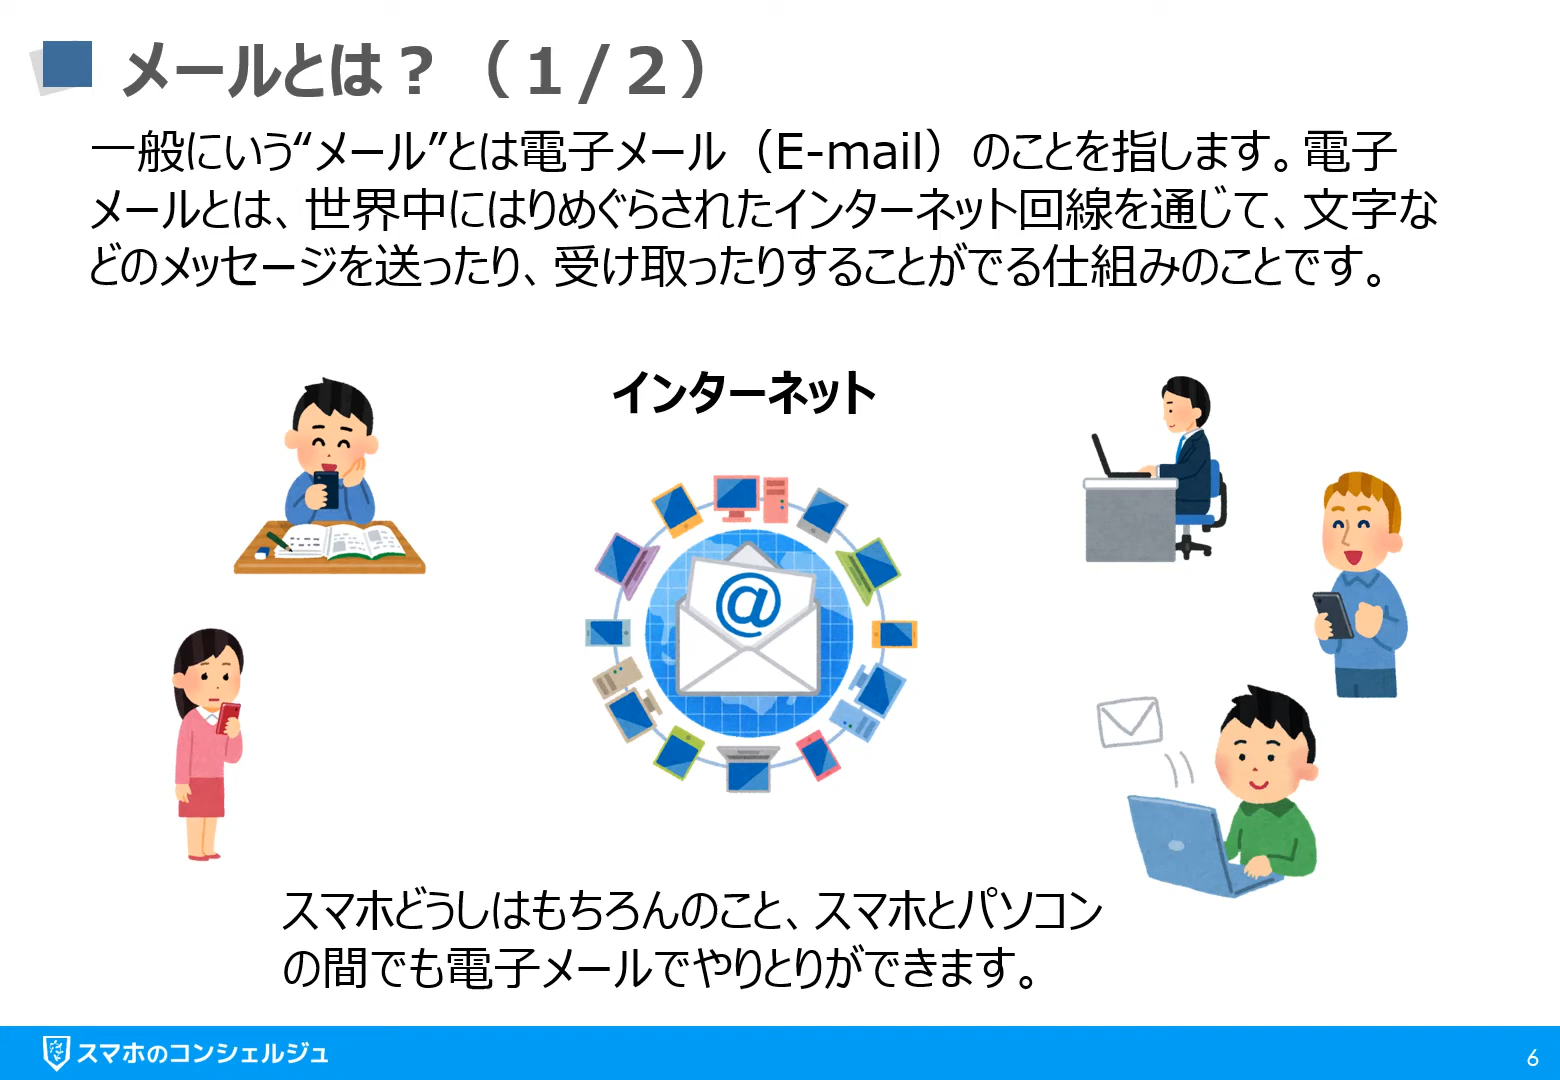 メールとは？（１/２）
一般にいう“メール”とは電子メール（E-mail）のことを指します。電子
メールとは、世界中にはりめぐらされたインターネット回線を通じて、文字な
どのメッセージを送ったり、受け取ったりすることがでる仕組みのことです。
インターネット
@
スマホどうしはもちろんのこと、スマホとパソコン
の間でも電子メールでやりとりができます。
スマホのコンシェルジュ
6